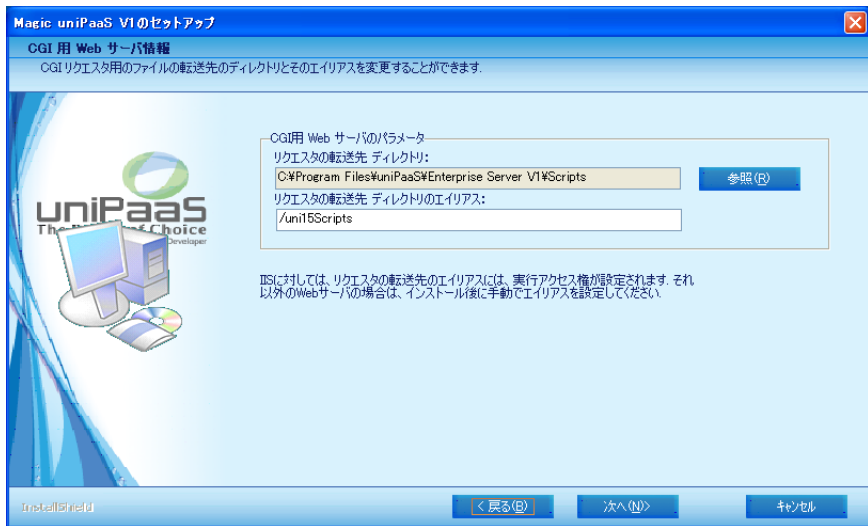 Magic uniPaaS V1のセットアップ
CGI 用 Web サーバ情報
CGIリクエスタ用のファイルの転送先のディレクトリとそのエイリアスを変更することができます.
uniPaaS
The
of Choice
Developer
CGI用 Web サーバのパラメータ
リクエスタの転送先 ディレクトリ:
C:¥Program Files¥uniPaaS¥Enterprise Server V1¥Scripts
参照(R)
リクエスタの転送先 ディレクトリのエイリアス:
/uni15Scripts
IISに対しては、リクエスタの転送先のエイリアスには、実行アクセス権が設定されます. それ
以外のWebサーバの場合は、インストール後に手動でエイリアスを設定してください.
InstallShield
< 戻る(B)
次へ(N)>
キャンセル